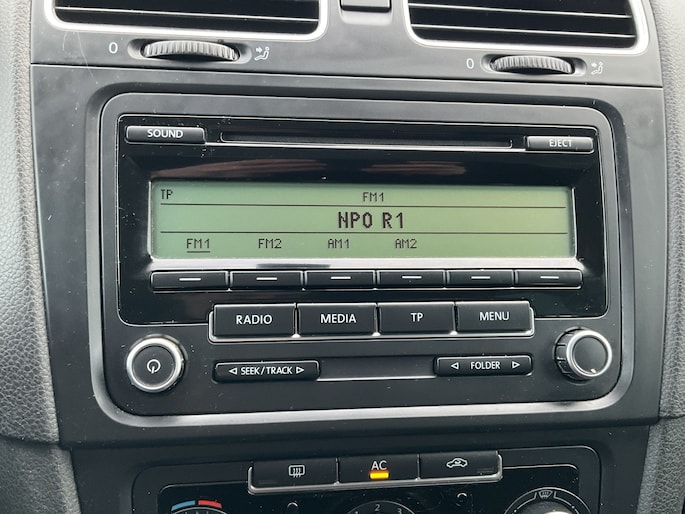 0
0
SOUND
EJECT
TP FM1
NPO R1
FM1 FM2 AM1 AM2
RADIO MEDIA TP MENU
SEEK/TRACK
FOLDER
AC